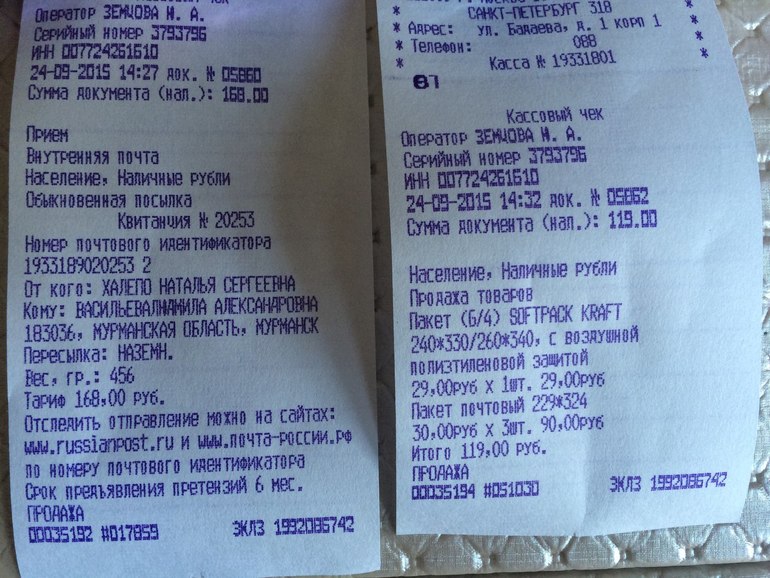 чек
Оператор ЗЕМЦОВА И. А.
Серийный номер 3793796
ИНН 007724261610
24-09-2015 14:27 док. № 05860
Сумма документа (нал.): 168.00
Прием
Внутренняя почта
Население, Наличные рубли
Обыкновенная посылка
Квитанция № 20253
Номер почтового идентификатора
1933189020253 2
От кого: ХАЛЕПО НАТАЛЬЯ СЕРГЕЕВНА
Кому: ВАСИЛЬЕВАЛЮДМИЛА АЛЕКСАНДРОВНА
183036, МУРМАНСКАЯ ОБЛАСТЬ, МУРМАНСК
Пересылка: НАЗЕМН.
Вес, гр.: 456
Тариф 168,00 руб.
Отследить отправление можно на сайтах:
www.russianpost.ru и www.почта-россии.рф
по номеру почтового идентификатора
Срок предъявления претензий 6 мес.
ПРОДАЖА
00035192 #017859 ЭКЛЗ 1992086742
* САНКТ-ПЕТЕРБУРГ 318 *
* Адрес: ул. Бадаева, д. 1 корп 1 *
* Телефон: 088 *
* Касса № 19331801 *
87
Кассовый чек
Оператор ЗЕМЦОВА И. А.
Серийный номер 3793796
ИНН 007724261610
24-09-2015 14:32 док. № 05862
Сумма документа (нал.): 119.00
Население, Наличные рубли
Продажа товаров
Пакет (Б/4) SOFTPACK KRAFT
240*330/260*340, с воздушной
полиэтиленовой защитой
29,00руб X 1шт. 29,00руб
Пакет почтовый 229*324
30,00руб X 3шт. 90,00руб
Итого 119,00 руб.
ПРОДАЖА
00035194 #051030 ЭКЛЗ 1992086742